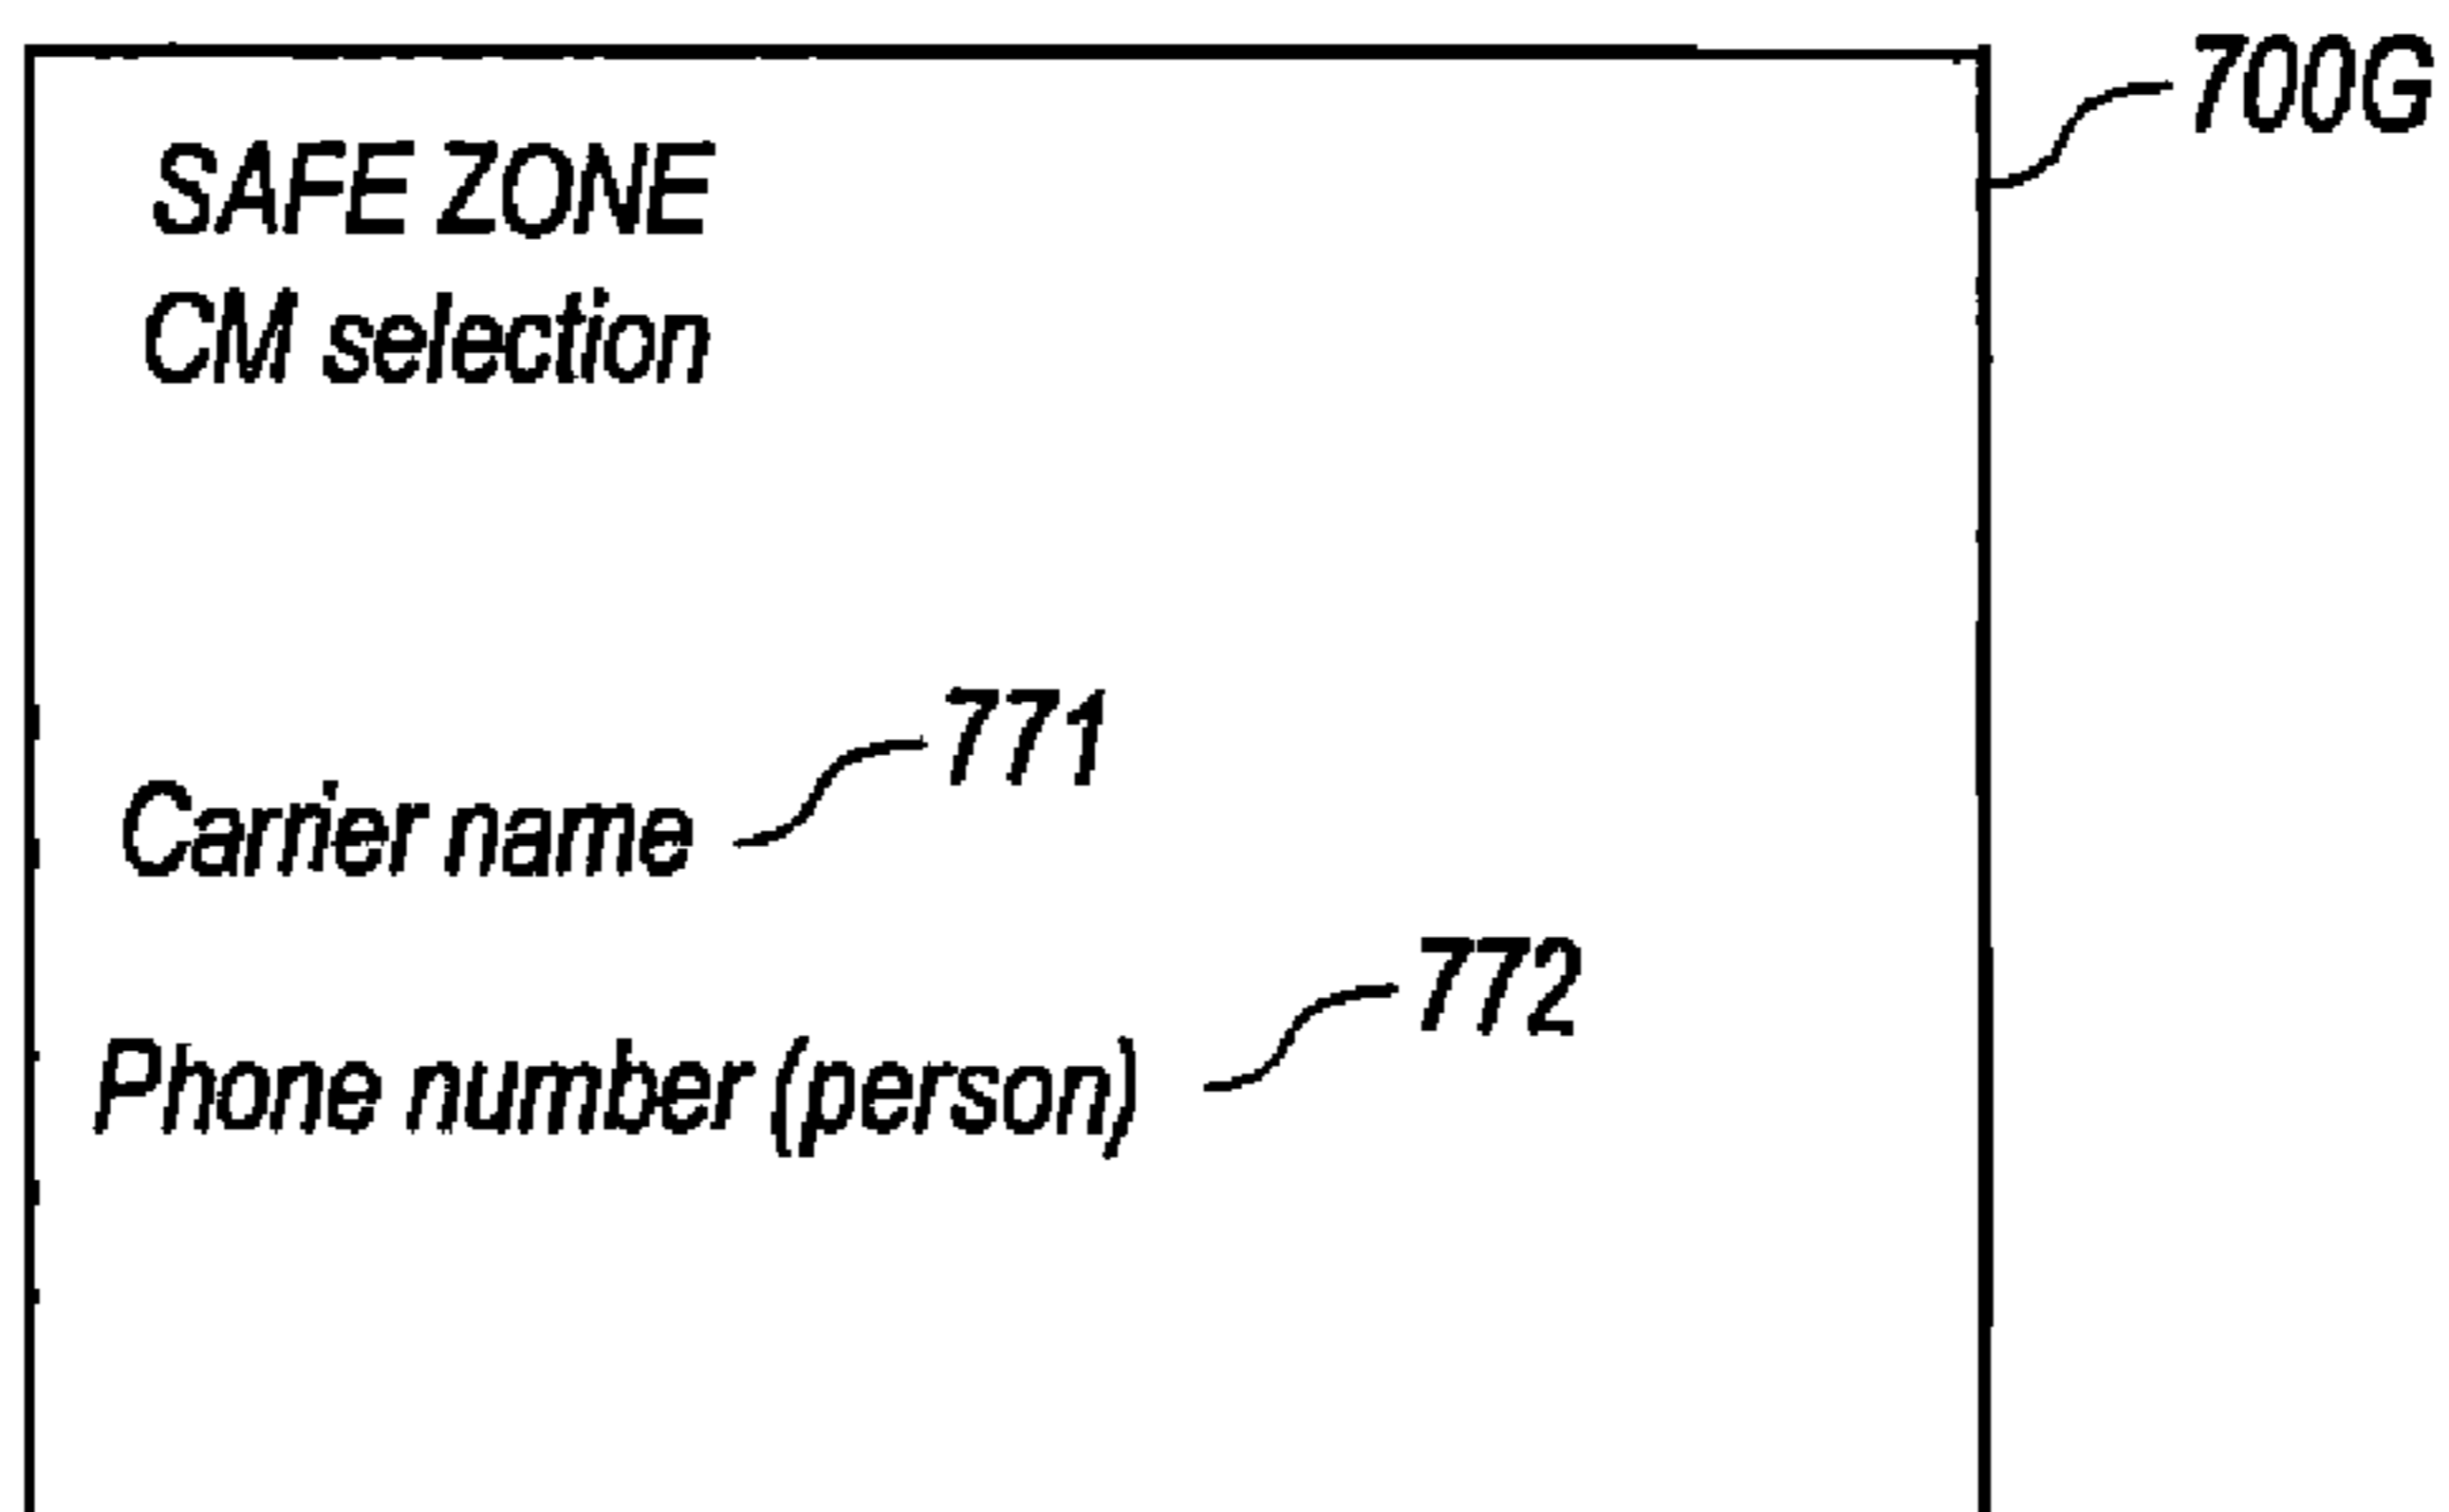 700G
SAFE ZONE
CM selection
771
Carrier name
772
Phone number (person)